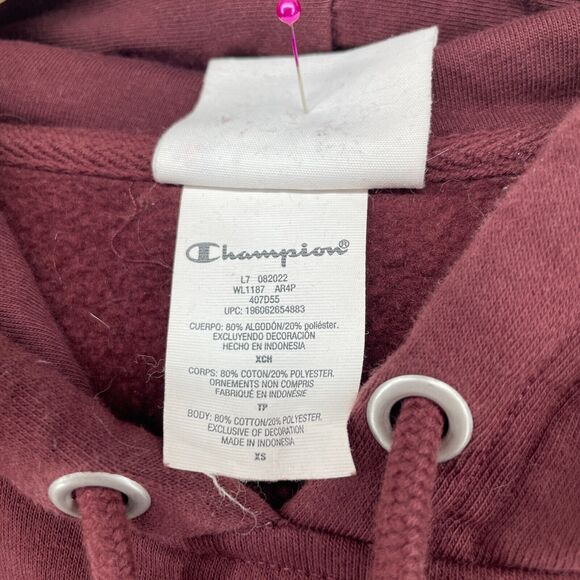 Champion®
L7 082022
WL1187 AR4P
407D55
UPC: 196062654883
CUERPO: 80% ALGODÓN/20% poliéster.
EXCLUYENDO DECORACIÓN
HECHO EN INDONESIA
XCH
CORPS: 80% COTON/20% POLYESTER.
ORNEMENTS NON COMPRIS
FABRIQUÉ EN INDONÉSIE
TP
BODY: 80% COTTON/20% POLYESTER.
EXCLUSIVE OF DECORATION
MADE IN INDONESIA
XS